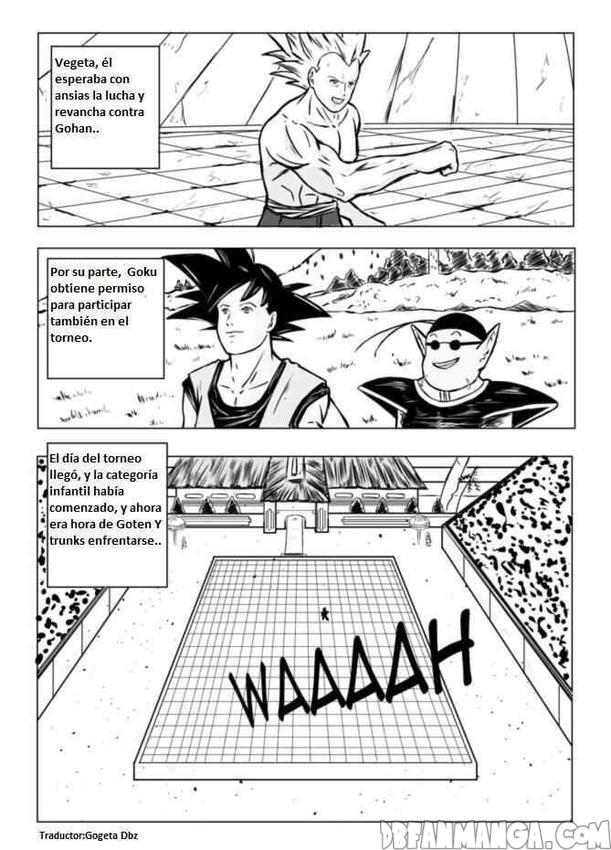 Vegeta, él
esperaba con
ansias la lucha y
revancha contra
Gohan..
Por su parte, Goku
obtiene permiso
para participar
también en el
torneo.
El día del torneo
llegó, y la categoría
infantil había
comenzado, y ahora
era hora de Goten Y
trunks enfrentarse..
WAAAAH
Traductor:Gogeta Dbz
DBFANMANGA.COM